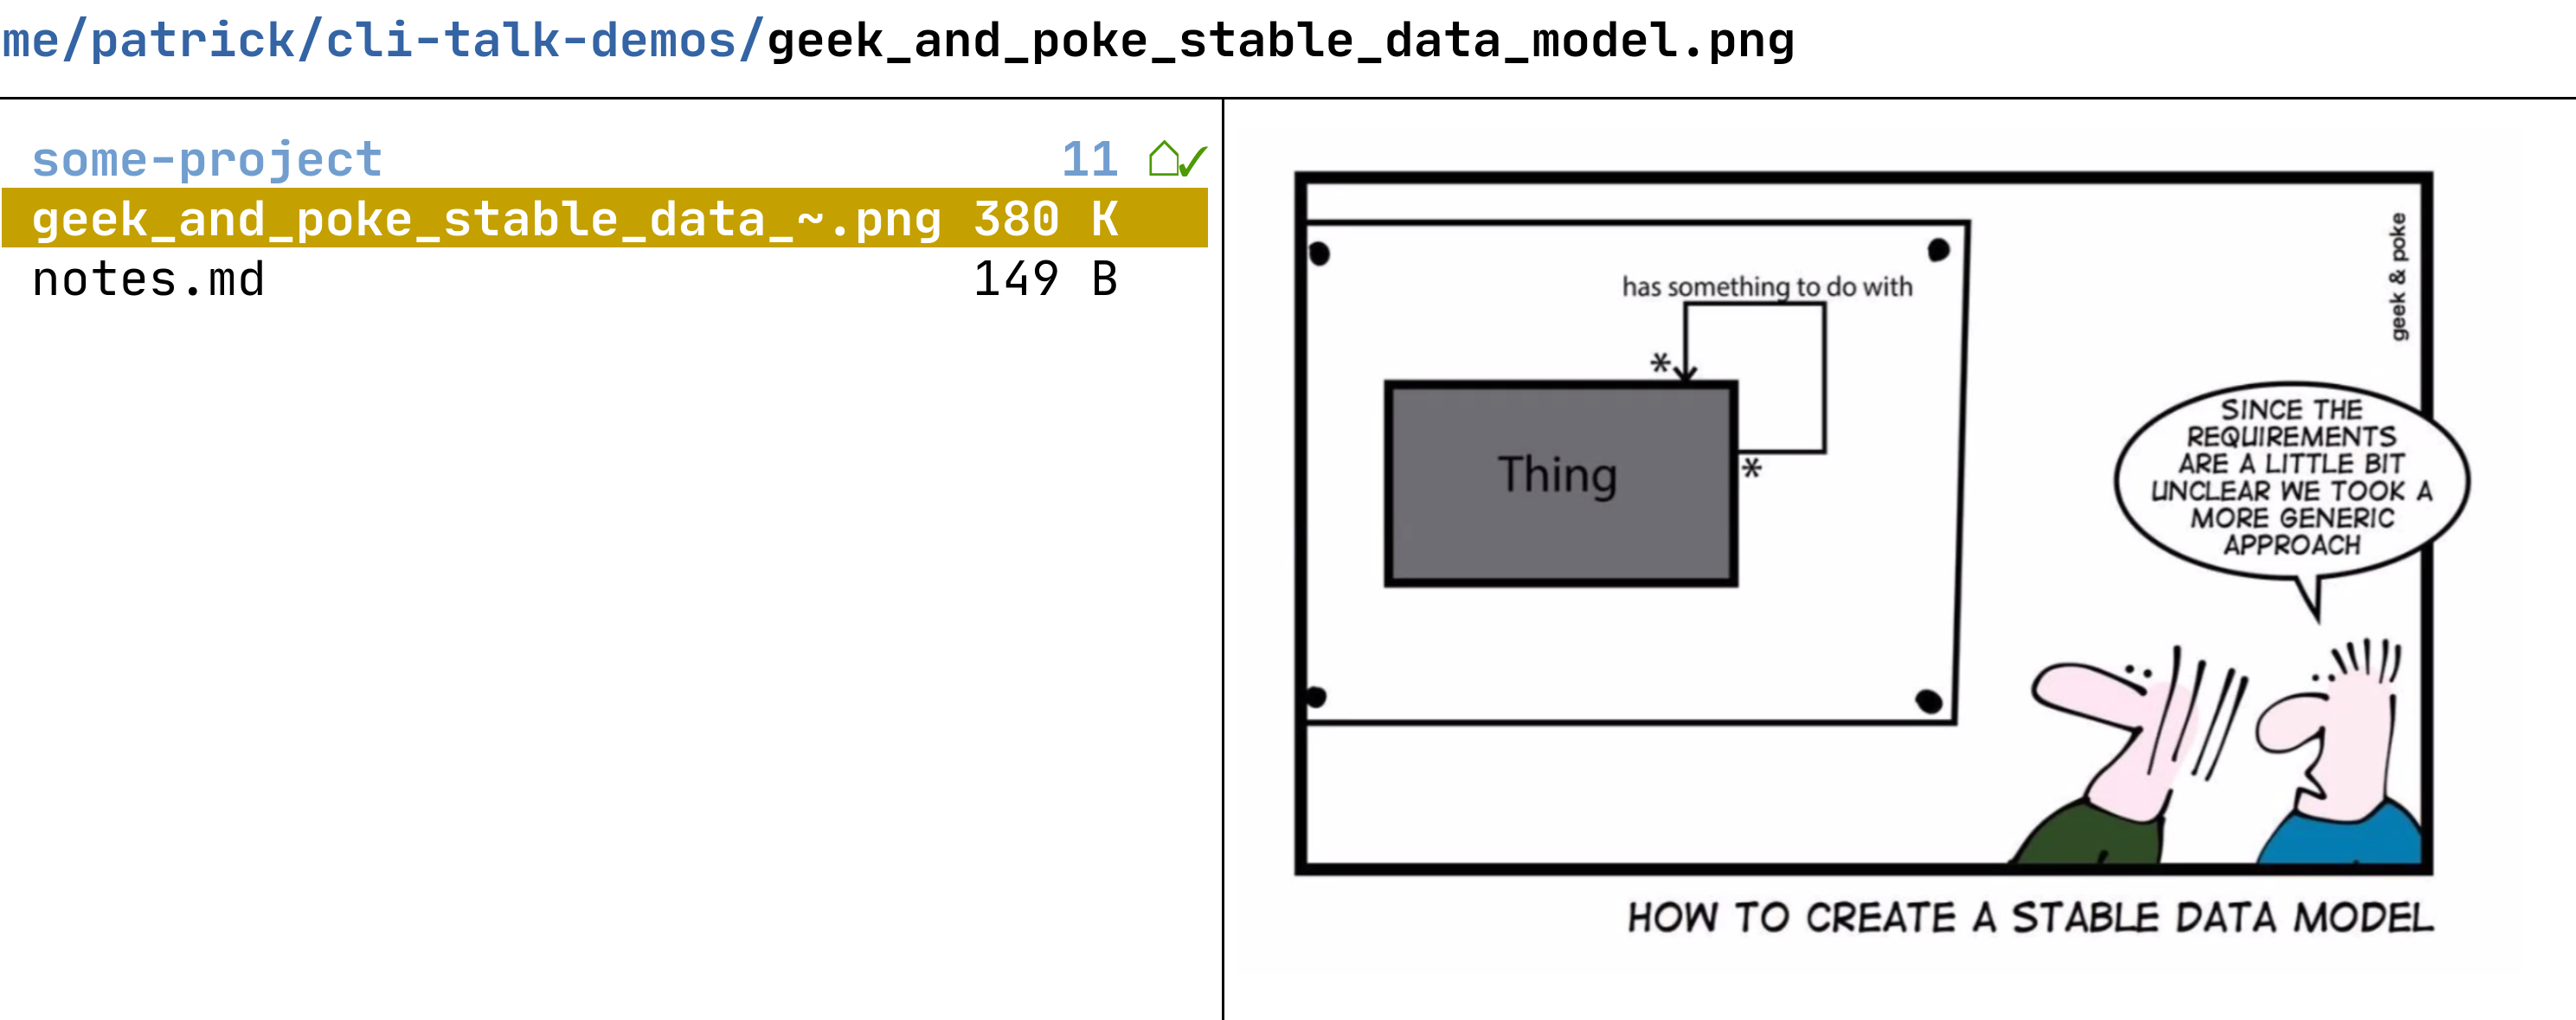 me/patrick/cli-talk-demos/geek_and_poke_stable_data_model.png
some-project 11 ✓
geek_and_poke_stable_data_~.png 380 K
notes.md 149 B
geek & poke
has something to do with
*
Thing
*
SINCE THE
REQUIREMENTS
ARE A LITTLE BIT
UNCLEAR WE TOOK A
MORE GENERIC
APPROACH
HOW TO CREATE A STABLE DATA MODEL